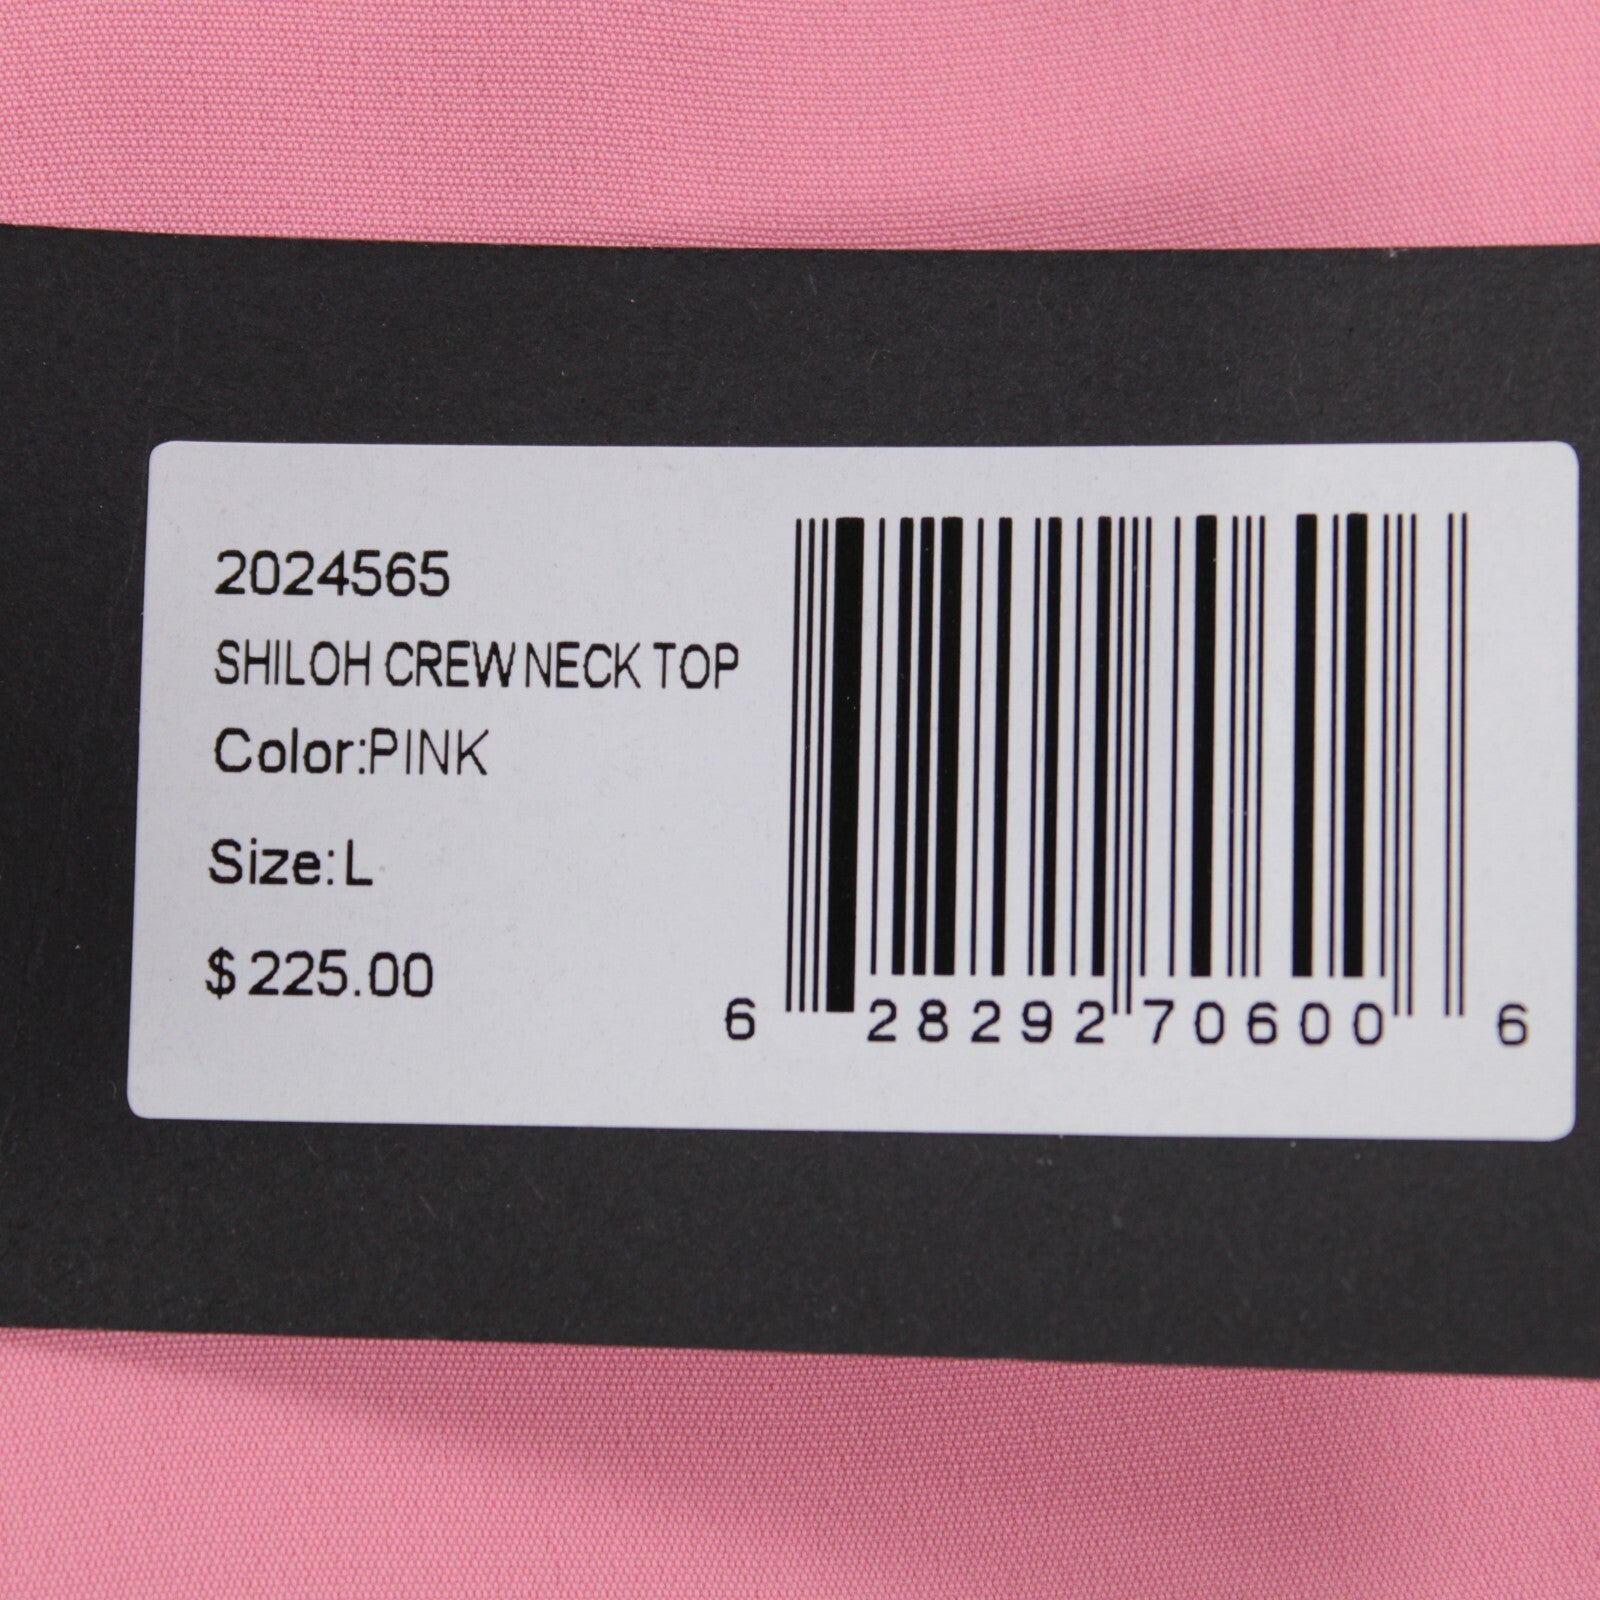 2024565
SHILOH CREW NECK TOP
Color:PINK
Size:L
$225.00
6 28292 70600 6